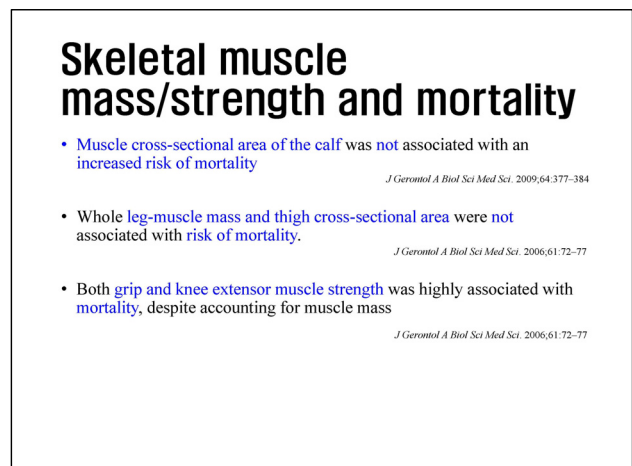 Skeletal muscle
mass/strength and mortality
• Muscle cross-sectional area of the calf was not associated with an
increased risk of mortality
J Gerontol A Biol Sci Med Sci. 2009;64:377–384
• Whole leg-muscle mass and thigh cross-sectional area were not
associated with risk of mortality.
J Gerontol A Biol Sci Med Sci. 2006;61:72–77
• Both grip and knee extensor muscle strength was highly associated with
mortality, despite accounting for muscle mass
J Gerontol A Biol Sci Med Sci. 2006;61:72–77